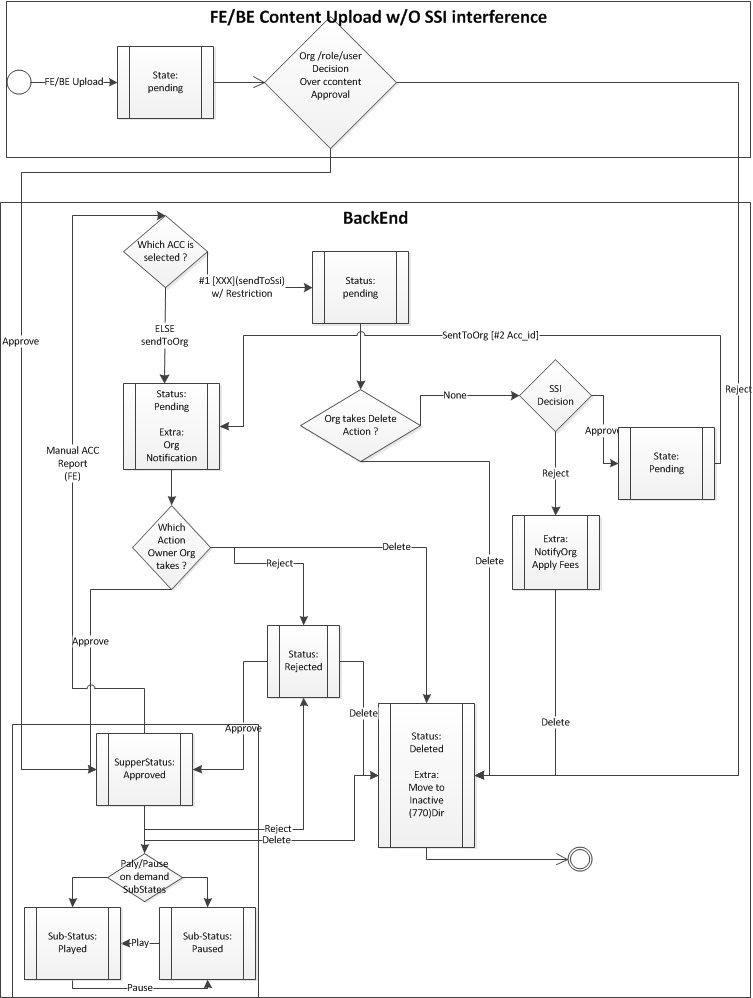 FE/BE Content Upload w/O SSI interference
FE/BE Upload
State:
pending
Org /role/user
Decision
Over ccontent
Approval
BackEnd
Which ACC is
selected ?
#1 [XXX](sendToSsi)
w/ Restriction
Status:
pending
ELSE
sendToOrg
SentToOrg [#2 Acc_id]
Approve
Reject
Status:
Pending
Extra:
Org
Notification
Org takes Delete
Action ?
None
SSI
Decision
Approve
State:
Pending
Manual ACC
Report
(FE)
Reject
Which
Action
Owner Org
takes ?
Delete
Reject
Delete
Extra:
NotifyOrg
Apply Fees
Approve
Status:
Rejected
Delete
Approve
Delete
SupperStatus:
Approved
Status:
Deleted
Extra:
Move to
Inactive
(770)Dir
Reject
Delete
Paly/Pause
on demand
SubStates
Sub-Status:
Played
Play
Sub-Status:
Paused
Pause